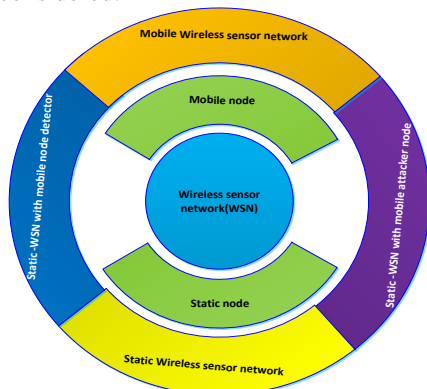 Mobile Wireless sensor network
Mobile node
Static -WSN with mobile node detector
Wireless sensor
network(WSN)
Static -WSN with mobile attacker node
Static node
Static Wireless sensor network